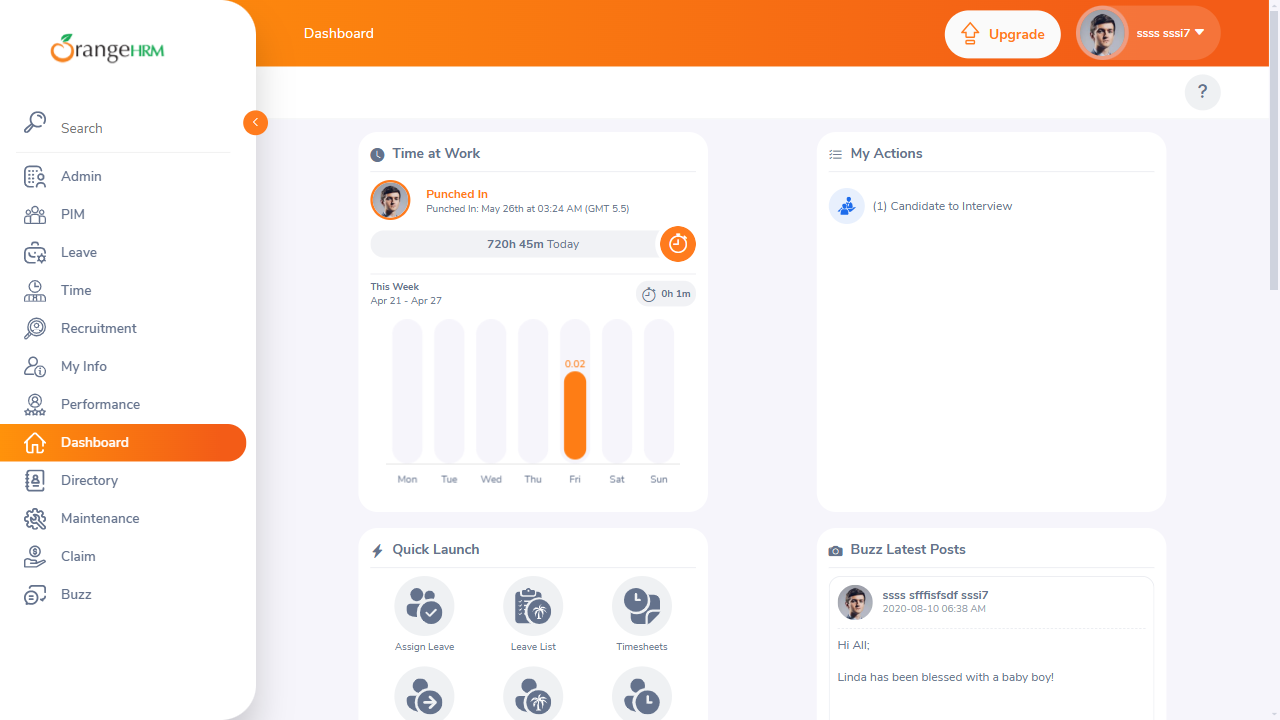 OrangeHRM
Search
Admin
PIM
Leave
Time
Recruitment
My Info
Performance
Dashboard
Directory
Maintenance
Claim
Buzz
Dashboard
Upgrade
ssss sssi7
?
Time at Work
Punched In
Punched In: May 26th at 03:24 AM (GMT 5.5)
720h 45m Today
This Week
Apr 21 - Apr 27
0h 1m
0.02
Mon Tue Wed Thu Fri Sat Sun
My Actions
(1) Candidate to Interview
Quick Launch
Assign Leave
Leave List
Timesheets
Buzz Latest Posts
ssss sfffisfsdf sssi7
2020-08-10 06:38 AM
Hi All;
Linda has been blessed with a baby boy!